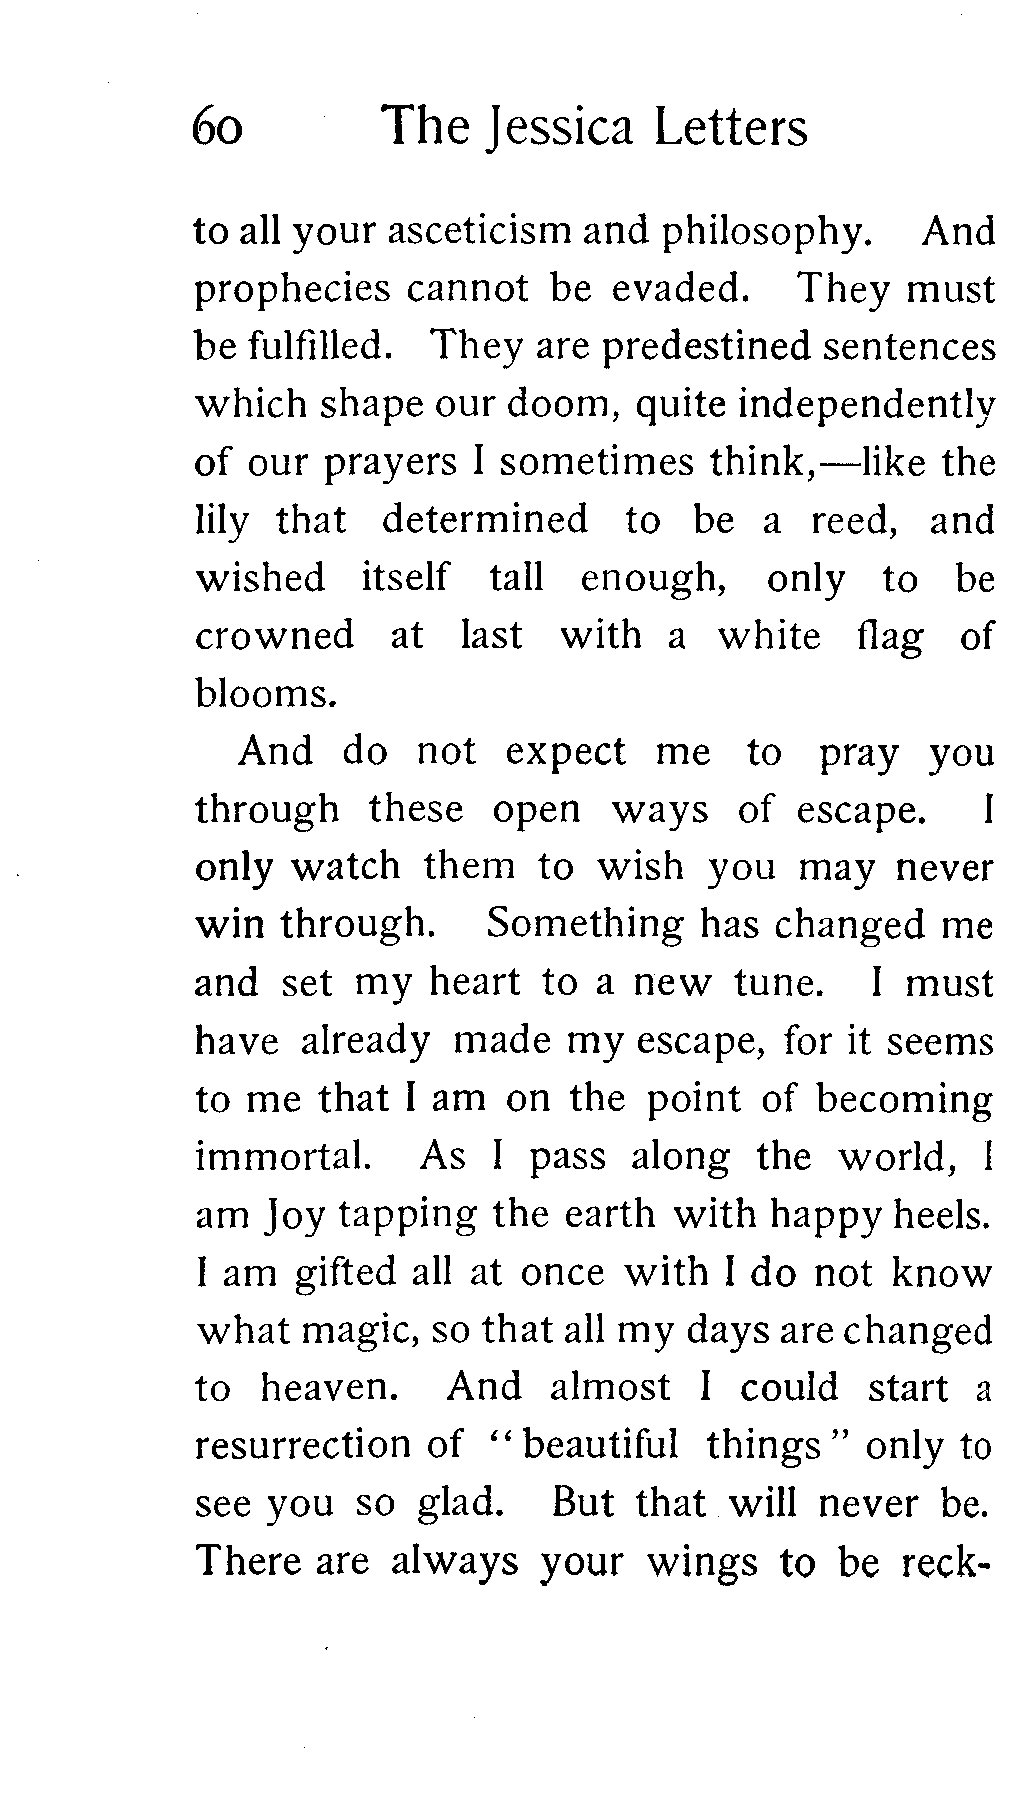 60 The Jessica Letters
to all your asceticism and philosophy. And
prophecies cannot be evaded. They must
be fulfilled. They are predestined sentences
which shape our doom, quite independently
of our prayers I sometimes think,—like the
lily that determined to be a reed, and
wished itself tall enough, only to be
crowned at last with a white flag of
blooms.
And do not expect me to pray you
through these open ways of escape. I
only watch them to wish you may never
win through. Something has changed me
and set my heart to a new tune. I must
have already made my escape, for it seems
to me that I am on the point of becoming
immortal. As I pass along the world, I
am Joy tapping the earth with happy heels.
I am gifted all at once with I do not know
what magic, so that all my days are changed
to heaven. And almost I could start a
resurrection of “beautiful things” only to
see you so glad. But that will never be.
There are always your wings to be reck-